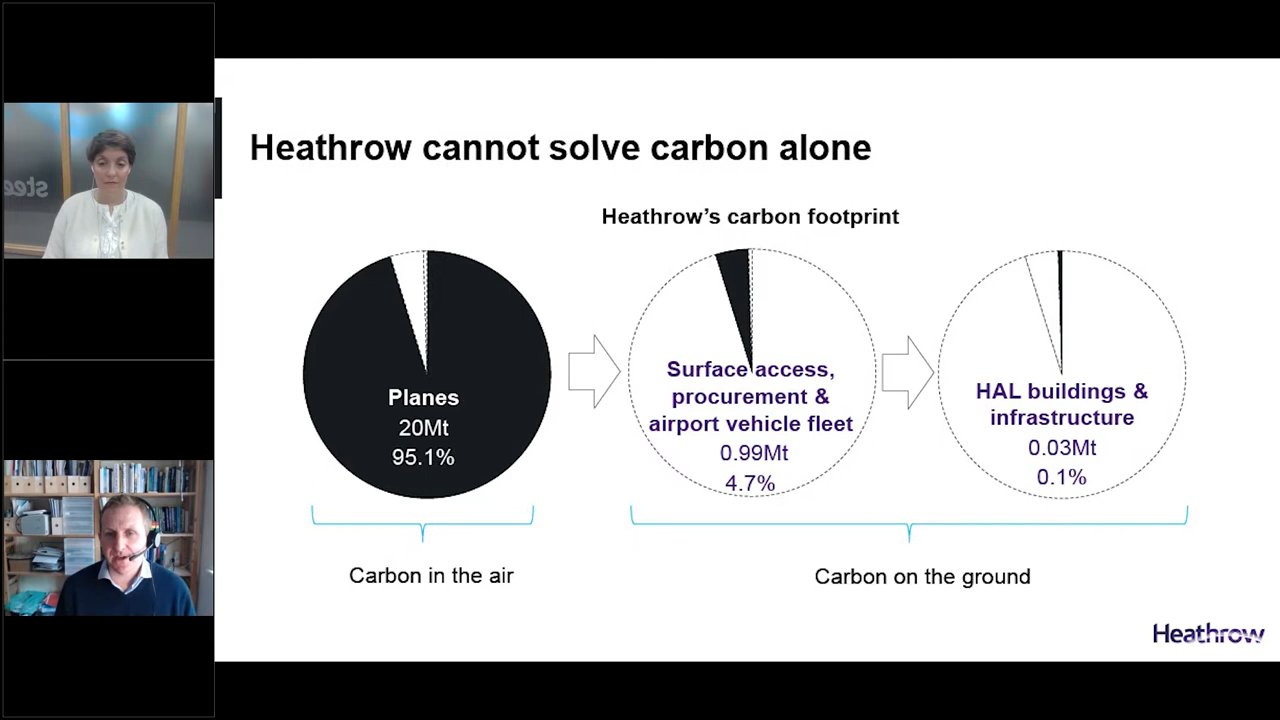 Heathrow cannot solve carbon alone
Heathrow's carbon footprint
Planes
20Mt
95.1%
Surface access,
procurement &
airport vehicle fleet
0.99Mt
4.7%
HAL buildings &
infrastructure
0.03Mt
0.1%
Carbon in the air
Carbon on the ground
Heathrow